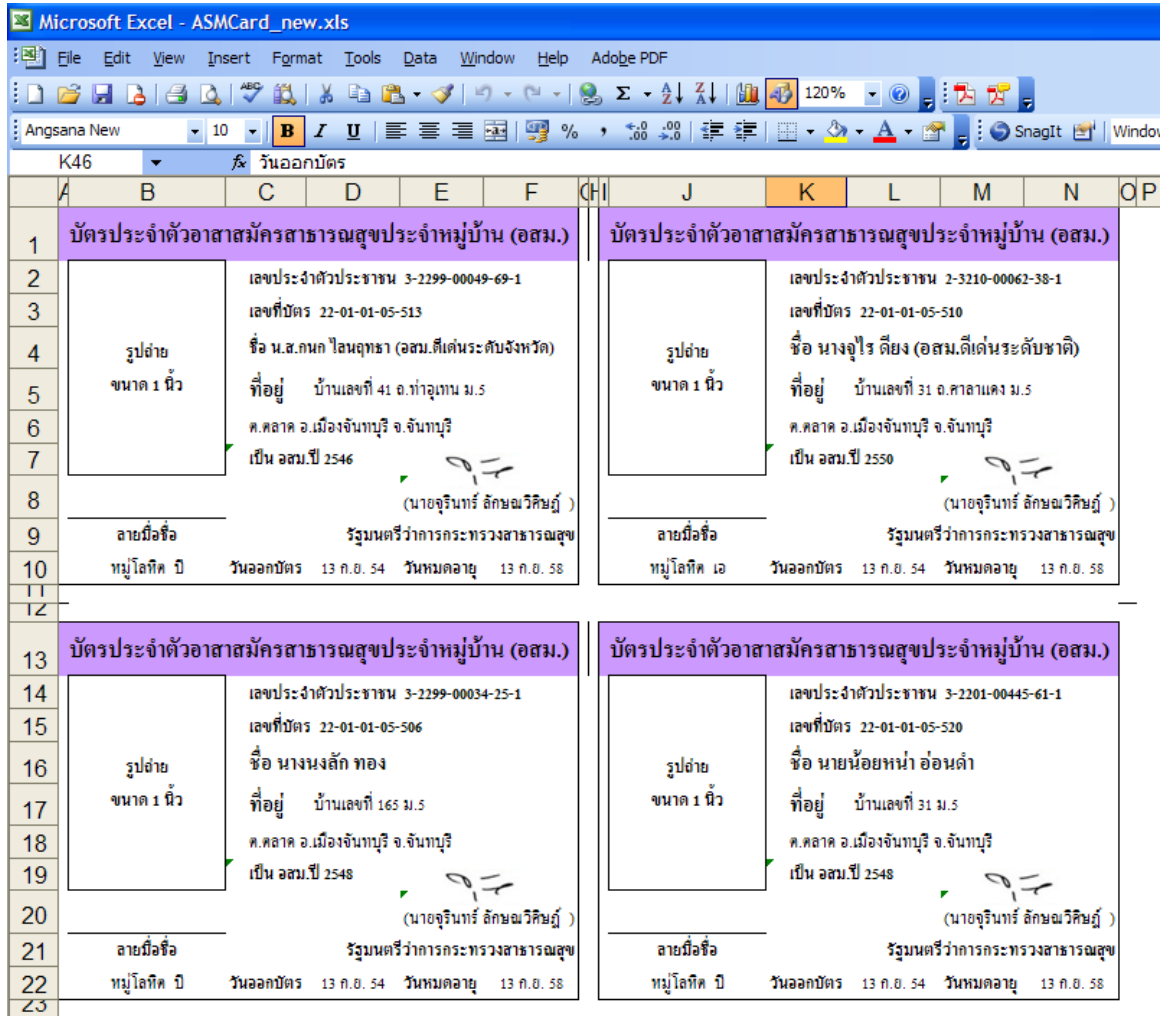 Microsoft Excel - ASMCard_new.xls
File Edit View Insert Format Tools Data Window Help Adobe PDF
120%
Angsana New 10 B I U % , SnagIt Window
K46 fx วันออกบัตร
A B C D E F G H I J K L M N O P
1 บัตรประจำตัวอาสาสมัครสาธารณสุขประจำหมู่บ้าน (อสม.) บัตรประจำตัวอาสาสมัครสาธารณสุขประจำหมู่บ้าน (อสม.)
2 เลขประจำตัวประชาชน 3-2299-00049-69-1 เลขประจำตัวประชาชน 2-3210-00062-38-1
3 เลขที่บัตร 22-01-01-05-513 เลขที่บัตร 22-01-01-05-510
4 รูปถ่าย ชื่อ น.ส.กนก ไลนฤทธา (อสม.ดีเด่นระดับจังหวัด) รูปถ่าย ชื่อ นางจุไร ดียง (อสม.ดีเด่นระดับชาติ)
5 ขนาด 1 นิ้ว ที่อยู่ บ้านเลขที่ 41 ถ.ท่าอุเทน ม.5 ขนาด 1 นิ้ว ที่อยู่ บ้านเลขที่ 31 ถ.ศาลาแดง ม.5
6 ต.ตลาด อ.เมืองจันทบุรี จ.จันทบุรี ต.ตลาด อ.เมืองจันทบุรี จ.จันทบุรี
7 เป็น อสม.ปี 2546 เป็น อสม.ปี 2550
8 (นายจุรินทร์ ลักษณวิศิษฏ์ ) (นายจุรินทร์ ลักษณวิศิษฏ์ )
9 ลายมือชื่อ รัฐมนตรีว่าการกระทรวงสาธารณสุข ลายมือชื่อ รัฐมนตรีว่าการกระทรวงสาธารณสุข
10 หมู่โลหิต บี วันออกบัตร 13 ก.ย. 54 วันหมดอายุ 13 ก.ย. 58 หมู่โลหิต เอ วันออกบัตร 13 ก.ย. 54 วันหมดอายุ 13 ก.ย. 58
11
12
13 บัตรประจำตัวอาสาสมัครสาธารณสุขประจำหมู่บ้าน (อสม.) บัตรประจำตัวอาสาสมัครสาธารณสุขประจำหมู่บ้าน (อสม.)
14 เลขประจำตัวประชาชน 3-2299-00034-25-1 เลขประจำตัวประชาชน 3-2201-00445-61-1
15 เลขที่บัตร 22-01-01-05-506 เลขที่บัตร 22-01-01-05-520
16 รูปถ่าย ชื่อ นางนงลัก ทอง รูปถ่าย ชื่อ นายน้อยหน่า อ่อนดำ
17 ขนาด 1 นิ้ว ที่อยู่ บ้านเลขที่ 165 ม.5 ขนาด 1 นิ้ว ที่อยู่ บ้านเลขที่ 31 ม.5
18 ต.ตลาด อ.เมืองจันทบุรี จ.จันทบุรี ต.ตลาด อ.เมืองจันทบุรี จ.จันทบุรี
19 เป็น อสม.ปี 2548 เป็น อสม.ปี 2548
20 (นายจุรินทร์ ลักษณวิศิษฏ์ ) (นายจุรินทร์ ลักษณวิศิษฏ์ )
21 ลายมือชื่อ รัฐมนตรีว่าการกระทรวงสาธารณสุข ลายมือชื่อ รัฐมนตรีว่าการกระทรวงสาธารณสุข
22 หมู่โลหิต บี วันออกบัตร 13 ก.ย. 54 วันหมดอายุ 13 ก.ย. 58 หมู่โลหิต บี วันออกบัตร 13 ก.ย. 54 วันหมดอายุ 13 ก.ย. 58
23